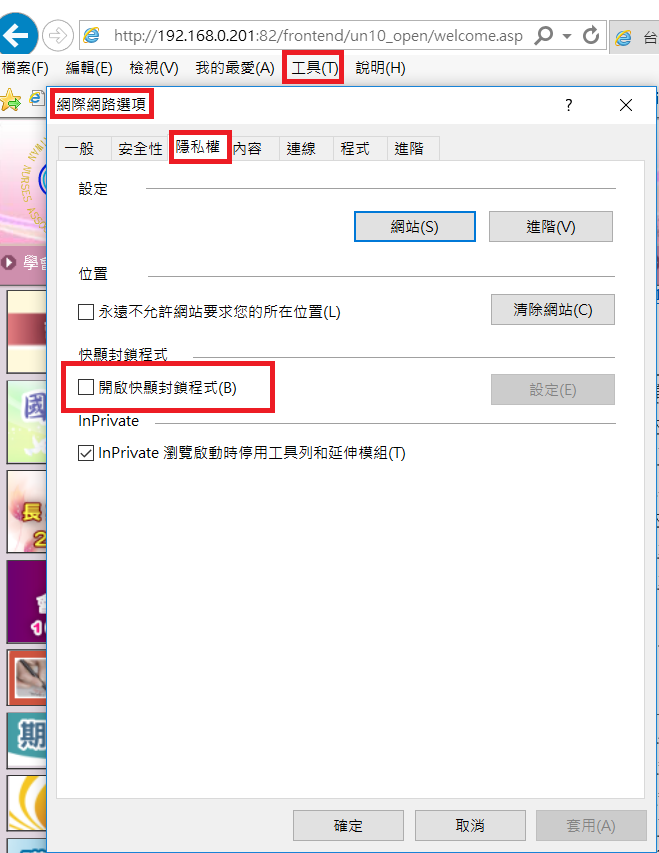 http://192.168.0.201:82/frontend/un10_open/welcome.asp
台
檔案(F) 編輯(E) 檢視(V) 我的最愛(A) 工具(T) 說明(H)
網際網路選項 ?
一般 安全性 隱私權 內容 連線 程式 進階
設定
網站(S) 進階(V)
位置
永遠不允許網站要求您的所在位置(L) 清除網站(C)
快顯封鎖程式
開啟快顯封鎖程式(B) 設定(E)
InPrivate
InPrivate 瀏覽啟動時停用工具列和延伸模組(T)
學會
國
長
2
會
1
期
確定 取消 套用(A)